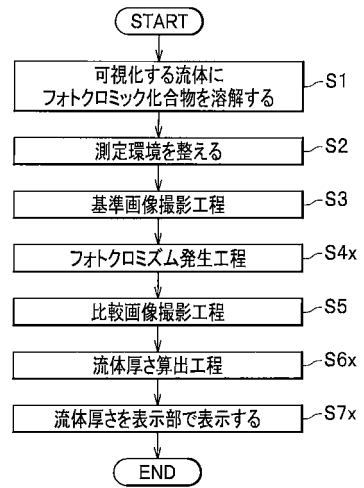 START
可視化する流体に
フォトクロミック化合物を溶解する
S1
測定環境を整える
S2
基準画像撮影工程
S3
フォトクロミズム発生工程
S4x
比較画像撮影工程
S5
流体厚さ算出工程
S6x
流体厚さを表示部で表示する
S7x
END